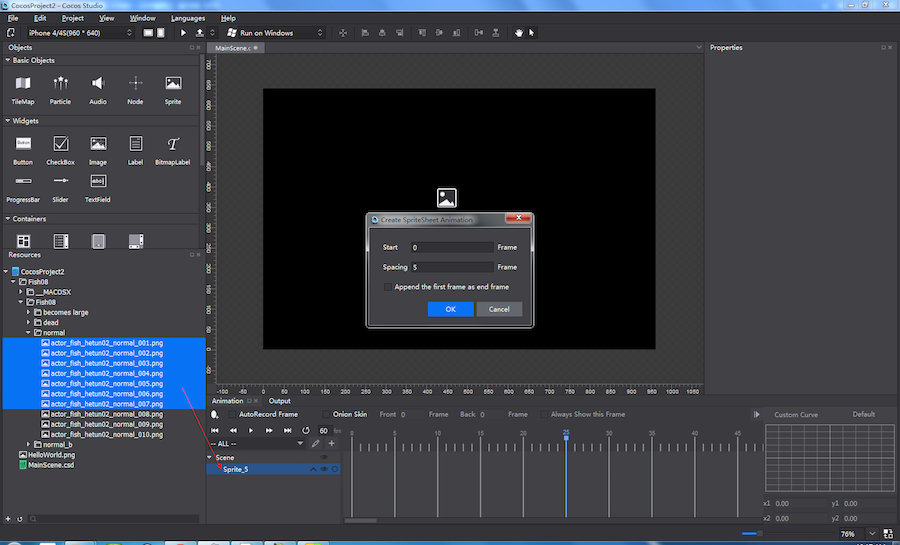 CocosProject2 - Cocos Studio
File Edit Project View Window Languages Help
iPhone 4/4S(960 * 640) Run on Windows
Objects
Basic Objects
TileMap Particle Audio Node Sprite
Widgets
Button CheckBox Image Label BitmapLabel
ProgressBar Slider TextField
Containers
Resources
CocosProject2
Fish08
__MACOSX
Fish08
becomes large
dead
normal
actor_fish_hetun02_normal_001.png
actor_fish_hetun02_normal_002.png
actor_fish_hetun02_normal_003.png
actor_fish_hetun02_normal_004.png
actor_fish_hetun02_normal_005.png
actor_fish_hetun02_normal_006.png
actor_fish_hetun02_normal_007.png
actor_fish_hetun02_normal_008.png
actor_fish_hetun02_normal_009.png
actor_fish_hetun02_normal_010.png
normal_b
HelloWorld.png
MainScene.csd
MainScene.c
Create SpriteSheet Animation
Start 0 Frame
Spacing 5 Frame
Append the first frame as end frame
OK Cancel
-100 -50 0 50 100 150 200 250 300 350 400 450 500 550 600 650 700 750 800 850 900 950 1000 1050
Animation Output
AutoRecord Frame Onion Skin Front 0 Frame Back 0 Frame Always Show this Frame
60 fps
-- ALL --
0 5 10 15 20 25 30 35 40 45
Scene
Sprite_5
Properties
Custom Curve Default
x1 0.00 y1 0.00
x2 0.00 y2 0.00
76%